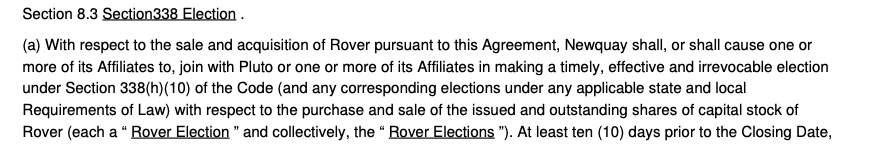 Section 8.3 Section338 Election .
(a) With respect to the sale and acquisition of Rover pursuant to this Agreement, Newquay shall, or shall cause one or
more of its Affiliates to, join with Pluto or one or more of its Affiliates in making a timely, effective and irrevocable election
under Section 338(h)(10) of the Code (and any corresponding elections under any applicable state and local
Requirements of Law) with respect to the purchase and sale of the issued and outstanding shares of capital stock of
Rover (each a “ Rover Election ” and collectively, the “ Rover Elections ”). At least ten (10) days prior to the Closing Date,